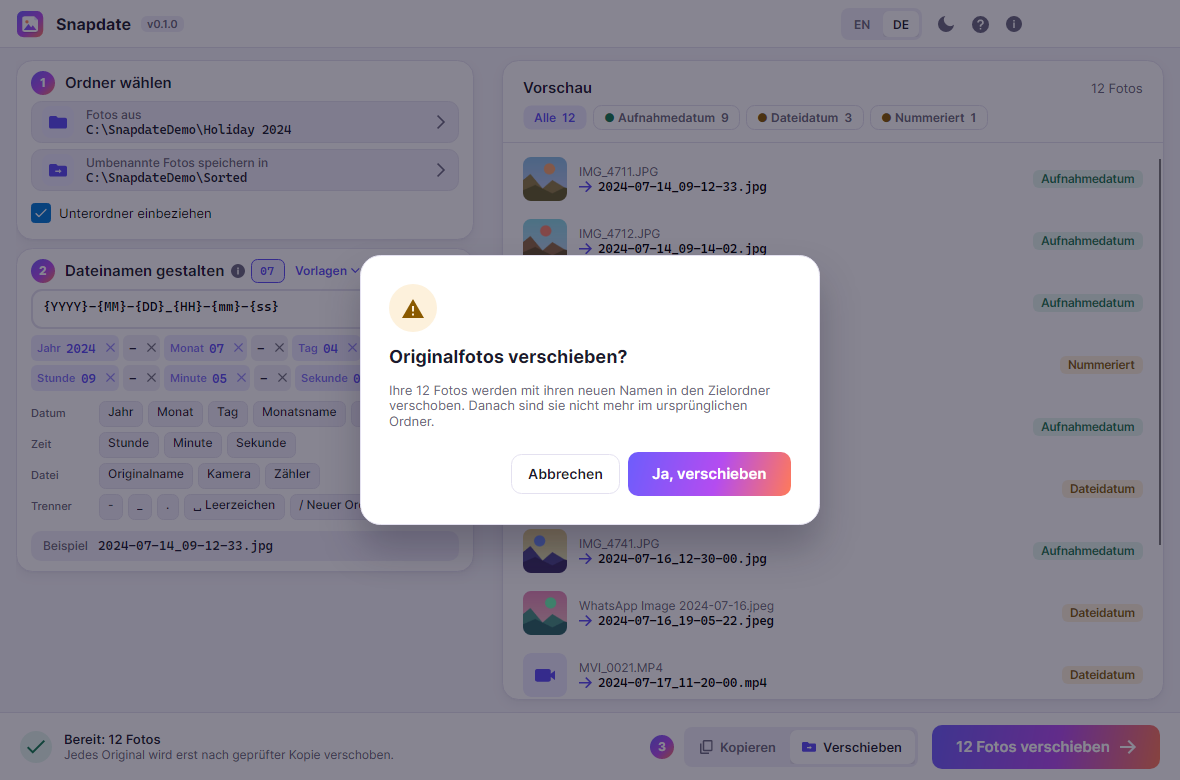 Snapdate v0.1.0
EN DE
1 Ordner wählen
Fotos aus
C:\SnapdateDemo\Holiday 2024
Umbenannte Fotos speichern in
C:\SnapdateDemo\Sorted
Unterordner einbeziehen
2 Dateinamen gestalten 07 Vorlagen
{YYYY}-{MM}-{DD}_{HH}-{mm}-{ss}
Jahr 2024 × - × Monat 07 × - × Tag 04 ×
Stunde 09 × - × Minute 05 × - × Sekunde
Datum Jahr Monat Tag Monatsname
Zeit Stunde Minute Sekunde
Datei Originalname Kamera Zähler
Trenner - _ . ␣ Leerzeichen / Neuer
Beispiel 2024-07-14_09-12-33.jpg
Vorschau 12 Fotos
Alle 12 Aufnahmedatum 9 Dateidatum 3 Nummeriert 1
IMG_4711.JPG
→ 2024-07-14_09-12-33.jpg Aufnahmedatum
IMG_4712.JPG
→ 2024-07-14_09-14-02.jpg Aufnahmedatum
Aufnahmedatum
Nummeriert
Aufnahmedatum
Dateidatum
IMG_4741.JPG
→ 2024-07-16_12-30-00.jpg Aufnahmedatum
WhatsApp Image 2024-07-16.jpeg
→ 2024-07-16_19-05-22.jpeg Dateidatum
MVI_0021.MP4
→ 2024-07-17_11-20-00.mp4 Dateidatum
Originalfotos verschieben?
Ihre 12 Fotos werden mit ihren neuen Namen in den Zielordner
verschoben. Danach sind sie nicht mehr im ursprünglichen
Ordner.
Abbrechen Ja, verschieben
Bereit: 12 Fotos
Jedes Original wird erst nach geprüfter Kopie verschoben.
3 Kopieren Verschieben 12 Fotos verschieben →